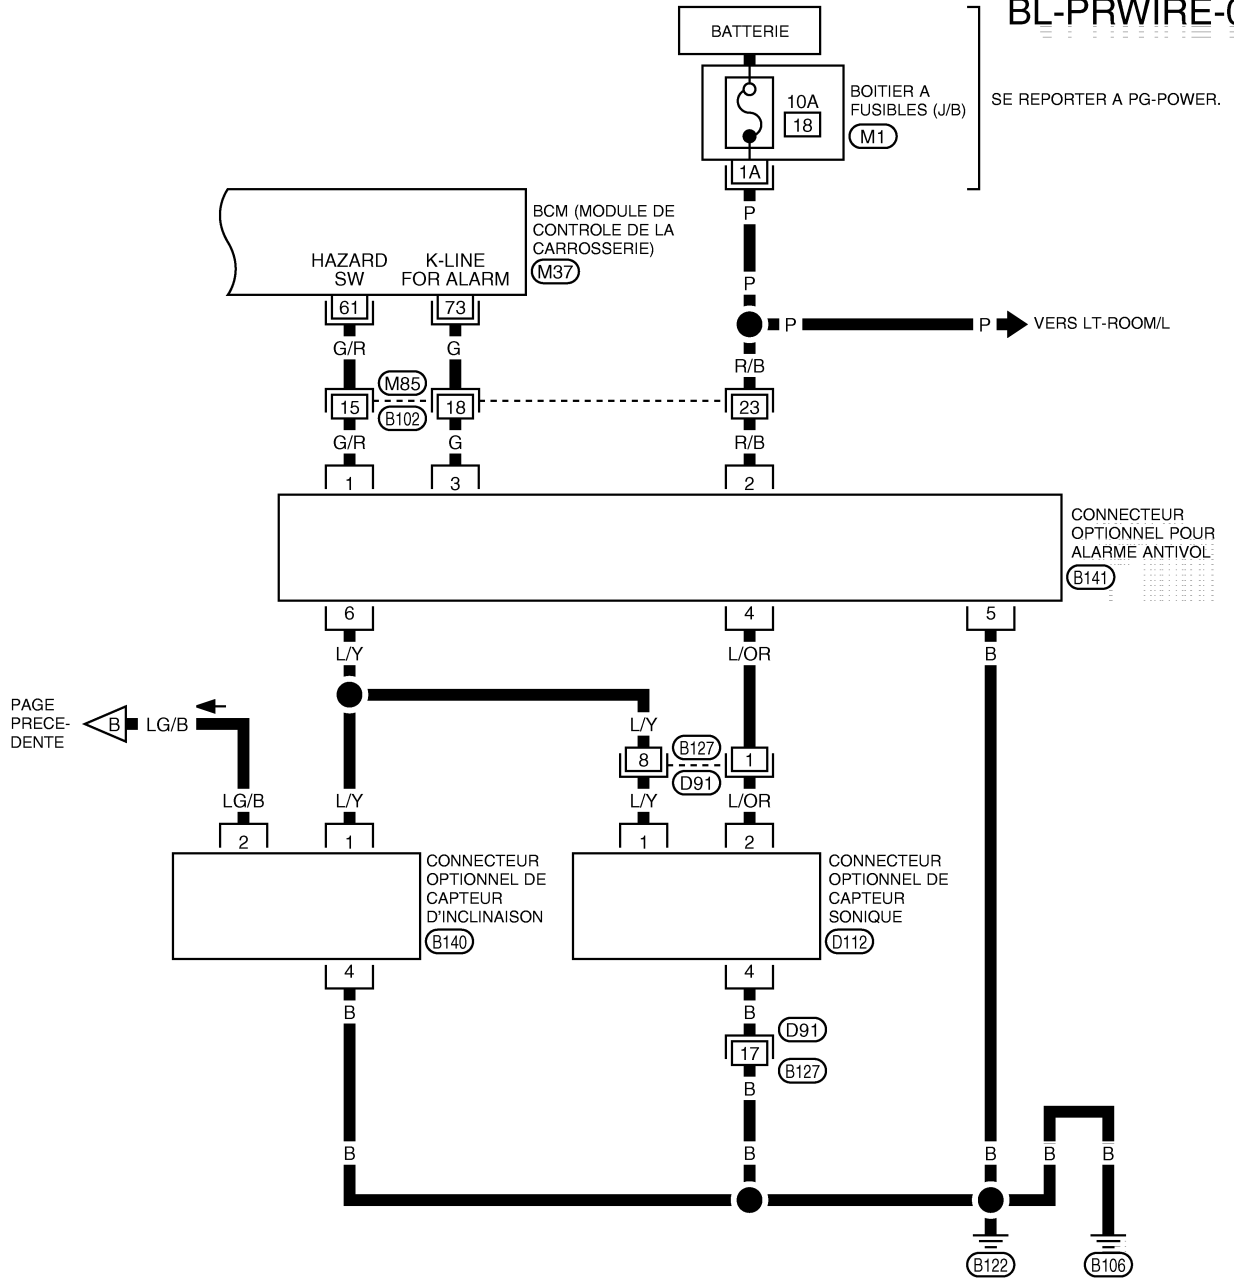 BL-PRWIRE-0
BATTERIE
10A
18
BOITIER A
FUSIBLES (J/B)
M1
SE REPORTER A PG-POWER.
1A
P
P
P
P
VERS LT-ROOM/L
BCM (MODULE DE
CONTROLE DE LA
CARROSSERIE)
M37
HAZARD
SW
K-LINE
FOR ALARM
61
73
G/R
G
R/B
M85
15
18
23
B102
G/R
G
R/B
1
3
2
CONNECTEUR
OPTIONNEL POUR
ALARME ANTIVOL
B141
6
4
5
L/Y
L/OR
B
PAGE
PRECE-
DENTE
B
LG/B
L/Y
B127
8
1
D91
LG/B
L/Y
L/Y
L/OR
2
1
1
2
CONNECTEUR
OPTIONNEL DE
CAPTEUR
D'INCLINAISON
B140
CONNECTEUR
OPTIONNEL DE
CAPTEUR
SONIQUE
D112
4
4
B
B
D91
17
B127
B
B
B
B
B
B
B122
B106